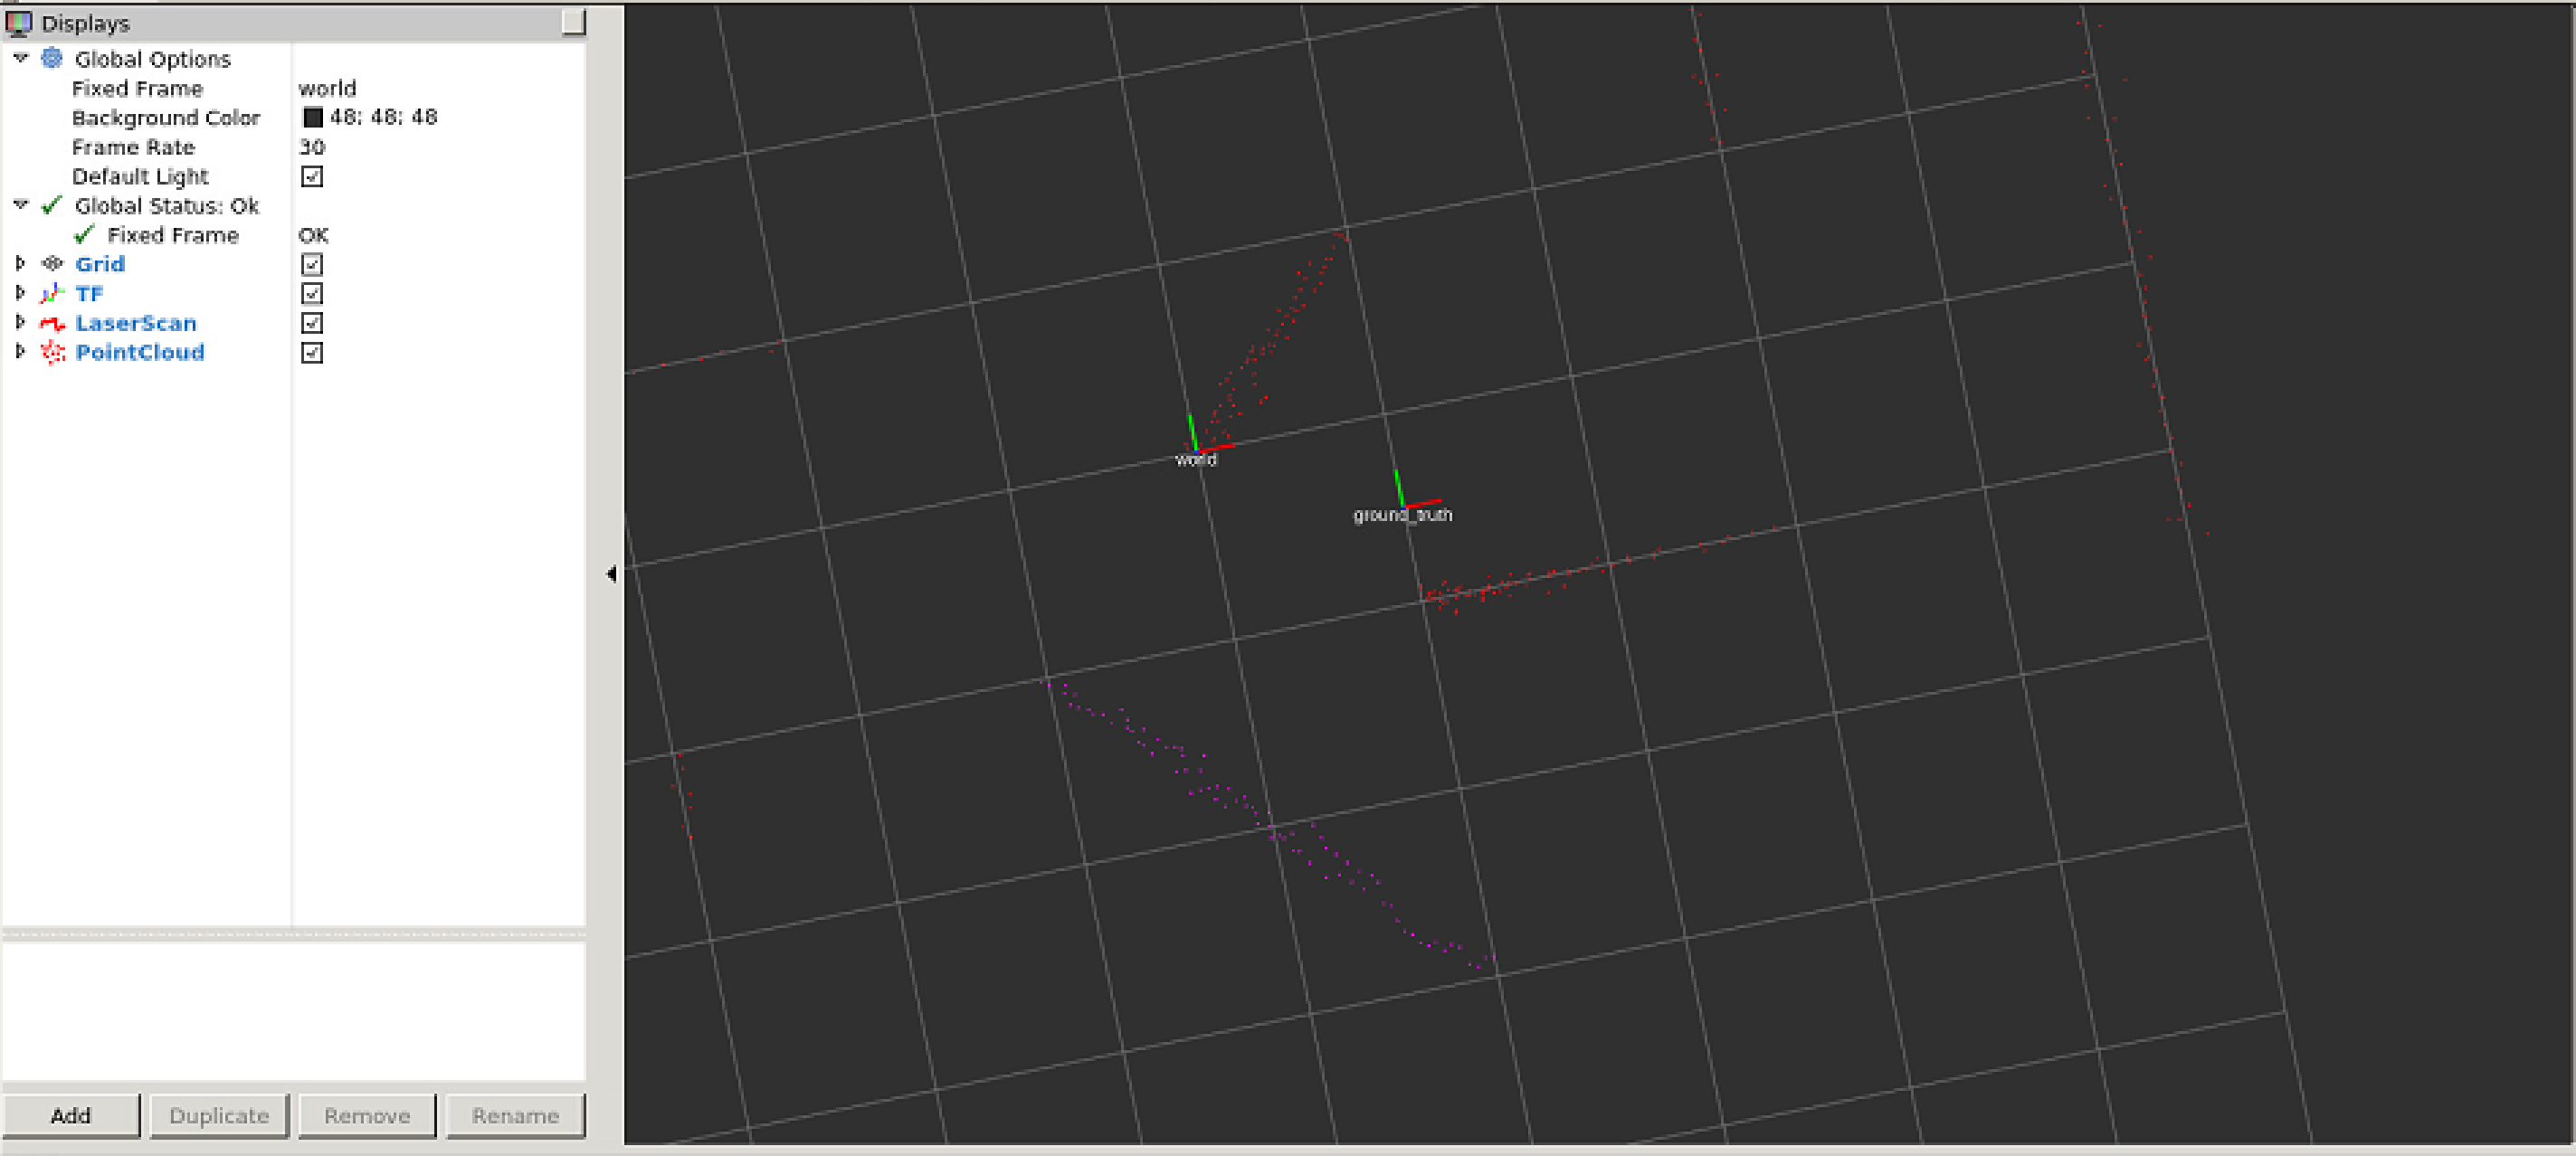 Displays
Global Options
Fixed Frame world
Background Color 48; 48; 48
Frame Rate 30
Default Light
Global Status: Ok
Fixed Frame OK
Grid
TF
LaserScan
PointCloud
world
ground_truth
Add Duplicate Remove Rename